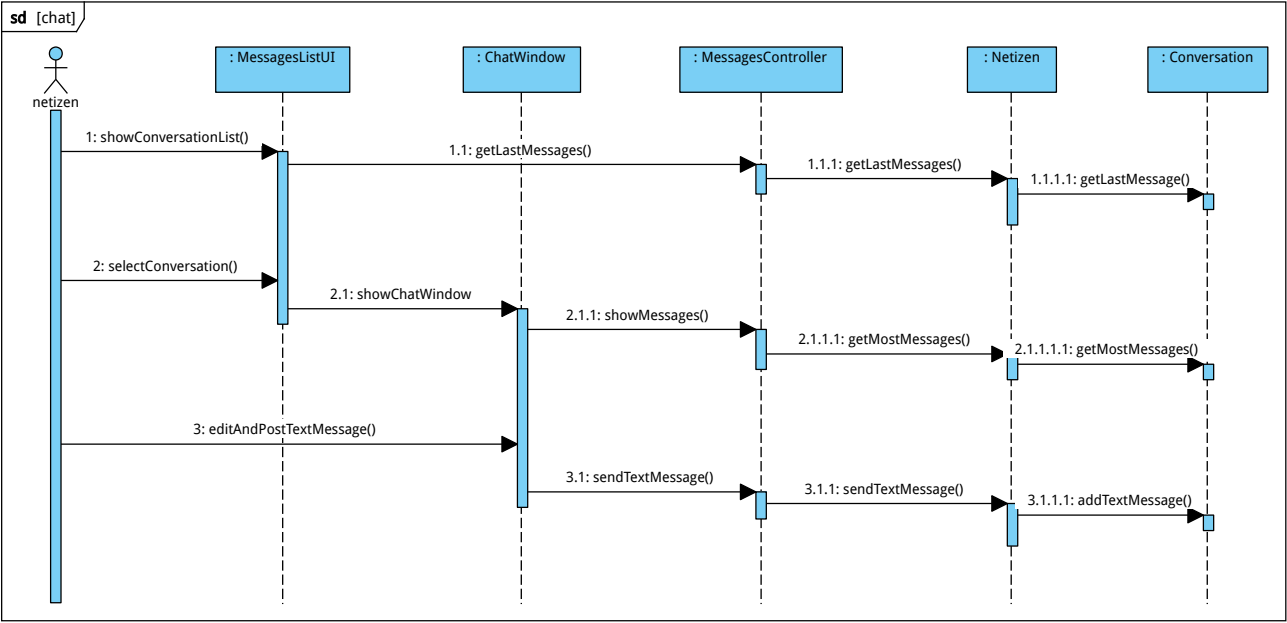 sd [chat]
netizen
: MessagesListUI
: ChatWindow
: MessagesController
: Netizen
: Conversation
1: showConversationList()
1.1: getLastMessages()
1.1.1: getLastMessages()
1.1.1.1: getLastMessage()
2: selectConversation()
2.1: showChatWindow
2.1.1: showMessages()
2.1.1.1: getMostMessages()
2.1.1.1.1: getMostMessages()
3: editAndPostTextMessage()
3.1: sendTextMessage()
3.1.1: sendTextMessage()
3.1.1.1: addTextMessage()